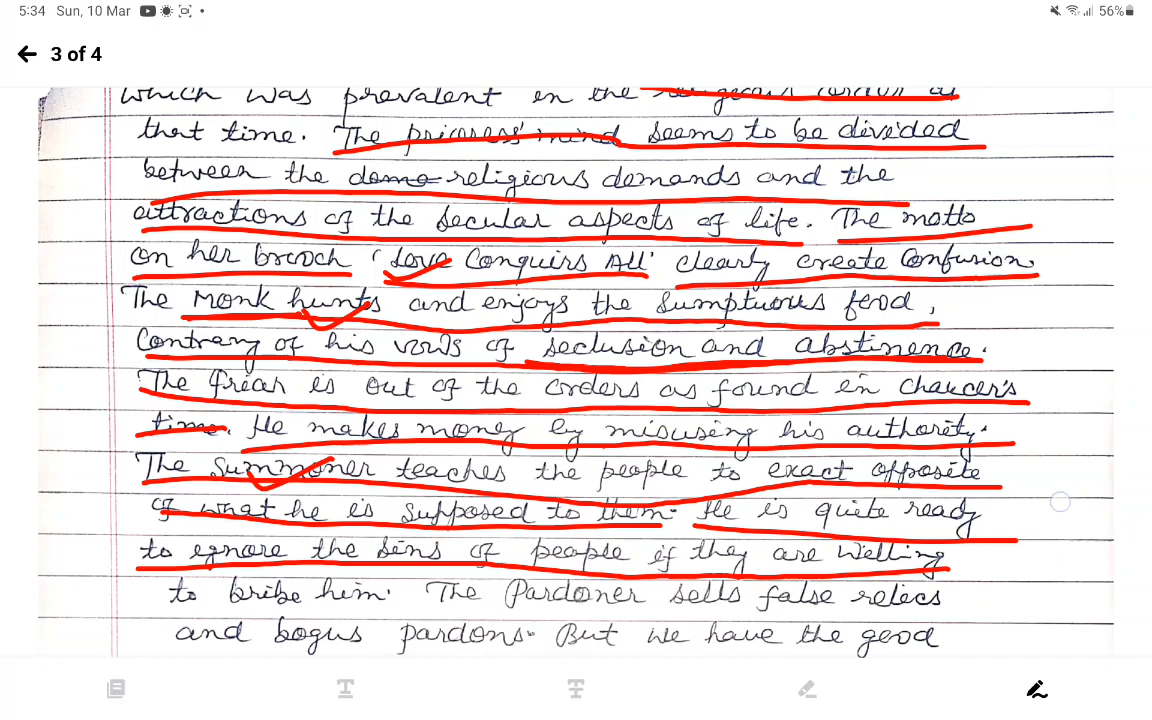 5:34 Sun, 10 Mar 56%
3 of 4
which was prevalent in the
that time. The prioress' mind seems to be divided
between the religious demands and the
attractions of the secular aspects of life. The motto
on her brooch 'Love Conquirs All' clearly create Confusion.
The Monk hunts and enjoys the sumptuous food,
Contrary of his vows of seclusion and abstinence.
The friar is out of the orders as found in Chaucer's
time. He makes money by misusing his authority.
The Summoner teaches the people to exact opposite
of what he is supposed to them. He is quite ready
to ignore the sins of people if they are willing
to bribe him. The Pardoner sells false relics
and bogus pardons. But we have the good